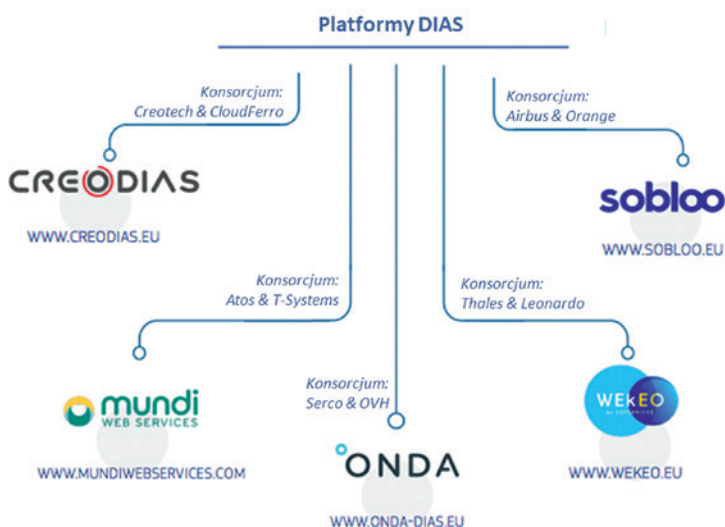 Platformy DIAS
Konsorcjum:
Creotech & CloudFerro
CREODIAS
WWW.CREODIAS.EU
Konsorcjum:
Airbus & Orange
sobloo
WWW.SOBLOO.EU
Konsorcjum:
Atos & T-Systems
mundi
WEB SERVICES
WWW.MUNDIWEBSERVICES.COM
Konsorcjum:
Serco & OVH
ONDA
WWW.ONDA-DIAS.EU
Konsorcjum:
Thales & Leonardo
WEkEO
by COPERNICUS
WWW.WEKEO.EU